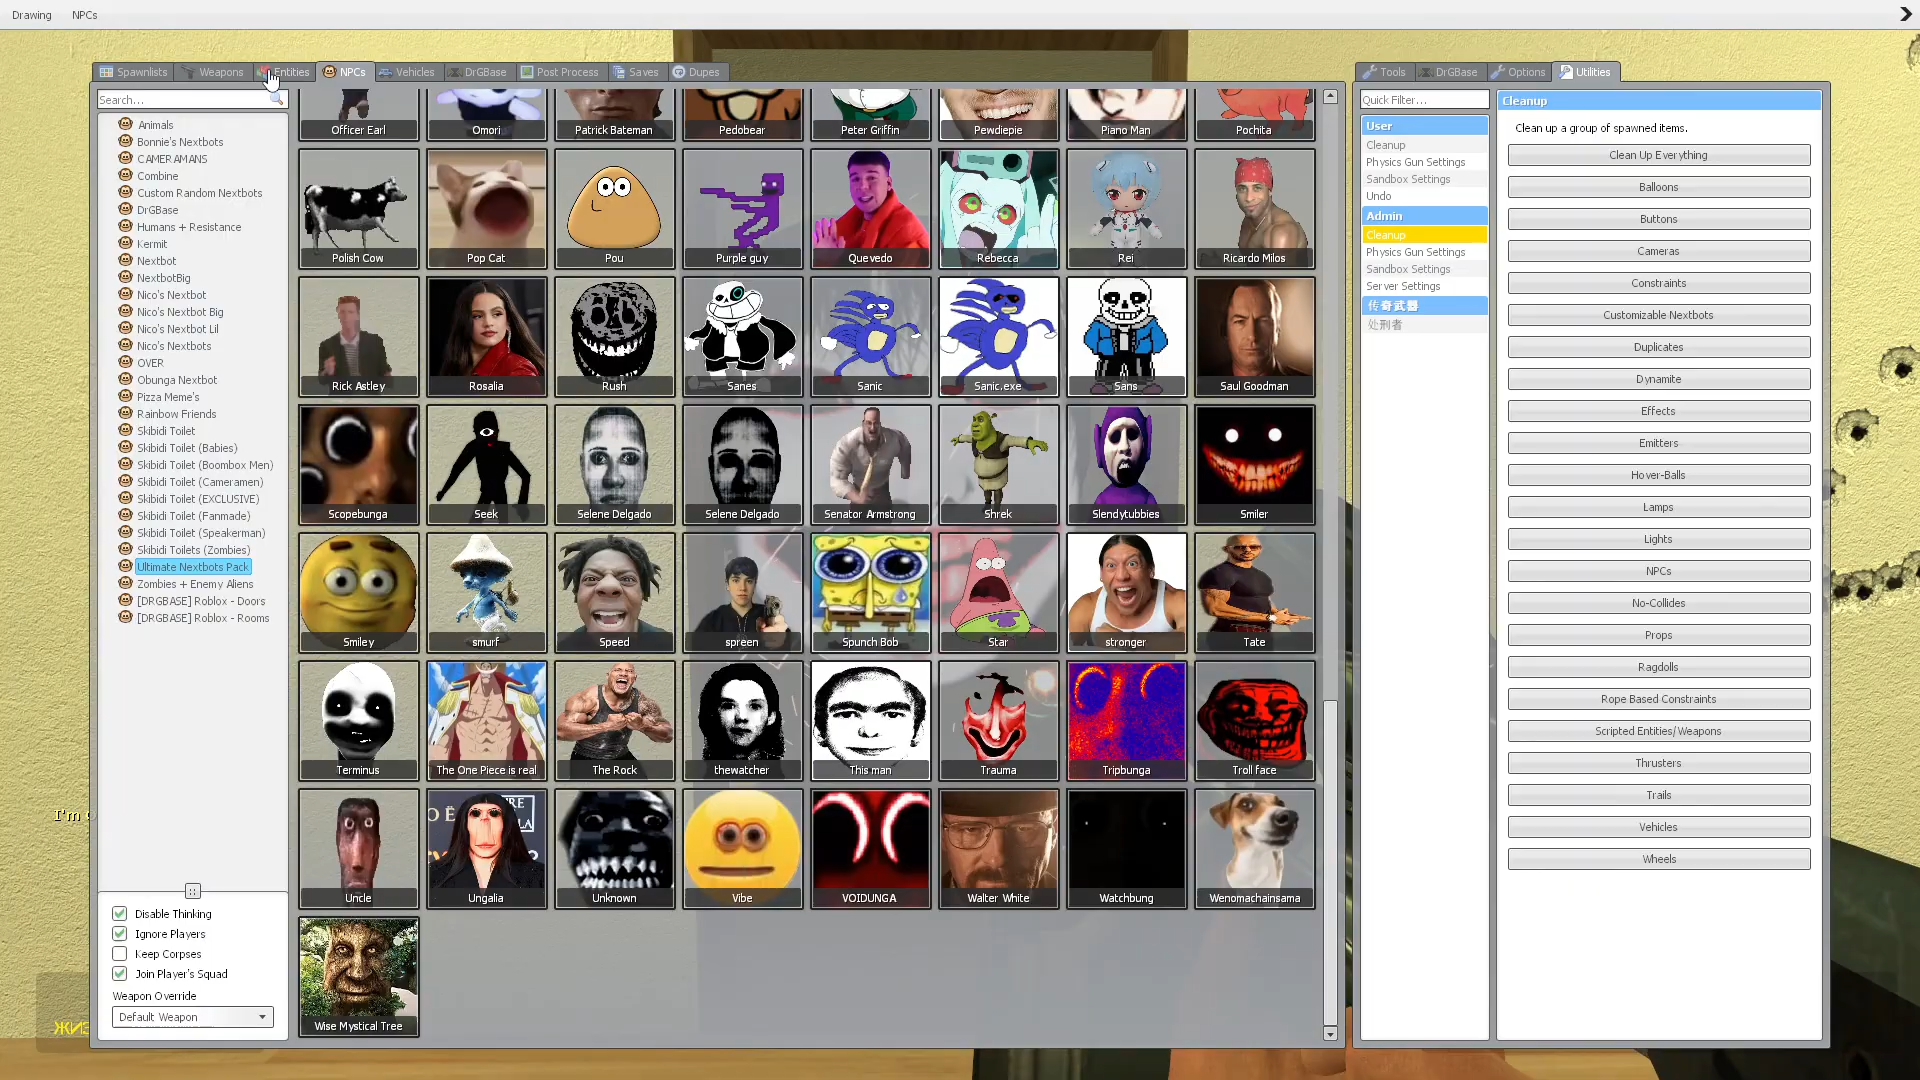 Drawing NPCs
Spawnlists Weapons Entities NPCs Vehicles DrGBase Post Process Saves Dupes
Search...
Animals
Bonnie's Nextbots
CAMERAMANS
Combine
Custom Random Nextbots
DrGBase
Humans + Resistance
Kermit
Nextbot
NextbotBig
Nico's Nextbot
Nico's Nextbot Big
Nico's Nextbot Lil
Nico's Nextbots
OVER
Obunga Nextbot
Pizza Meme's
Rainbow Friends
Skibidi Toilet
Skibidi Toilet (Babies)
Skibidi Toilet (Boombox Men)
Skibidi Toilet (Cameramen)
Skibidi Toilet (EXCLUSIVE)
Skibidi Toilet (Fanmade)
Skibidi Toilet (Speakerman)
Skibidi Toilets (Zombies)
Ultimate Nextbots Pack
Zombies + Enemy Aliens
[DRGBASE] Roblox - Doors
[DRGBASE] Roblox - Rooms
Disable Thinking
Ignore Players
Keep Corpses
Join Player's Squad
Weapon Override
Default Weapon
Officer Earl Omori Patrick Bateman Pedobear Peter Griffin Pewdiepie Piano Man Pochita
Polish Cow Pop Cat Pou Purple guy Quevedo Rebecca Rei Ricardo Milos
Rick Astley Rosalia Rush Sanes Sanic Sanic.exe Sans Saul Goodman
Scopebunga Seek Selene Delgado Selene Delgado Senator Armstrong Shrek Slendytubbies Smiler
Smiley smurf Speed spreen Spunch Bob Star stronger Tate
Terminus The One Piece is real The Rock thewatcher This man Trauma Tripbunga Troll face
Uncle Ungalia Unknown Vibe VOIDUNGA Walter White Watchbung Wenomachainsama
Wise Mystical Tree
Tools DrGBase Options Utilities
Quick Filter...
User
Cleanup
Physics Gun Settings
Sandbox Settings
Undo
Admin
Cleanup
Physics Gun Settings
Sandbox Settings
Server Settings
传奇武器
处刑者
Cleanup
Clean up a group of spawned items.
Clean Up Everything
Balloons
Buttons
Cameras
Constraints
Customizable Nextbots
Duplicates
Dynamite
Effects
Emitters
Hover-Balls
Lamps
Lights
NPCs
No-Collides
Props
Ragdolls
Rope Based Constraints
Scripted Entities/Weapons
Thrusters
Trails
Vehicles
Wheels
I'm
ЖИЗ